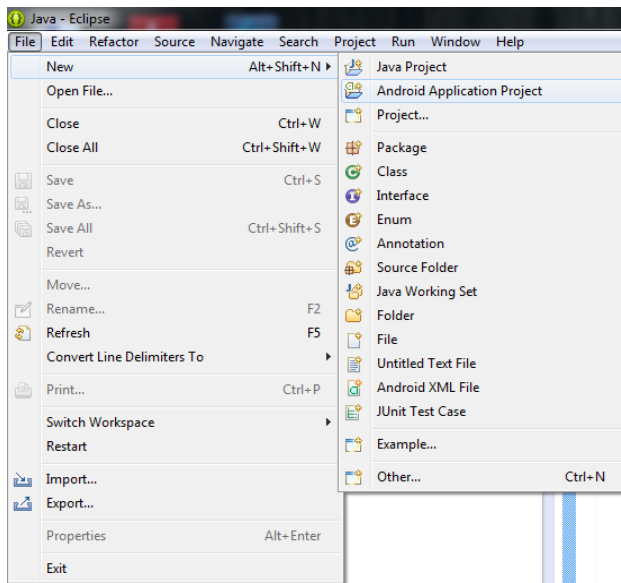 Java - Eclipse
File Edit Refactor Source Navigate Search Project Run Window Help
New Alt+Shift+N
Open File...
Close Ctrl+W
Close All Ctrl+Shift+W
Save Ctrl+S
Save As...
Save All Ctrl+Shift+S
Revert
Move...
Rename... F2
Refresh F5
Convert Line Delimiters To
Print... Ctrl+P
Switch Workspace
Restart
Import...
Export...
Properties Alt+Enter
Exit
Java Project
Android Application Project
Project...
Package
Class
Interface
Enum
Annotation
Source Folder
Java Working Set
Folder
File
Untitled Text File
Android XML File
JUnit Test Case
Example...
Other... Ctrl+N